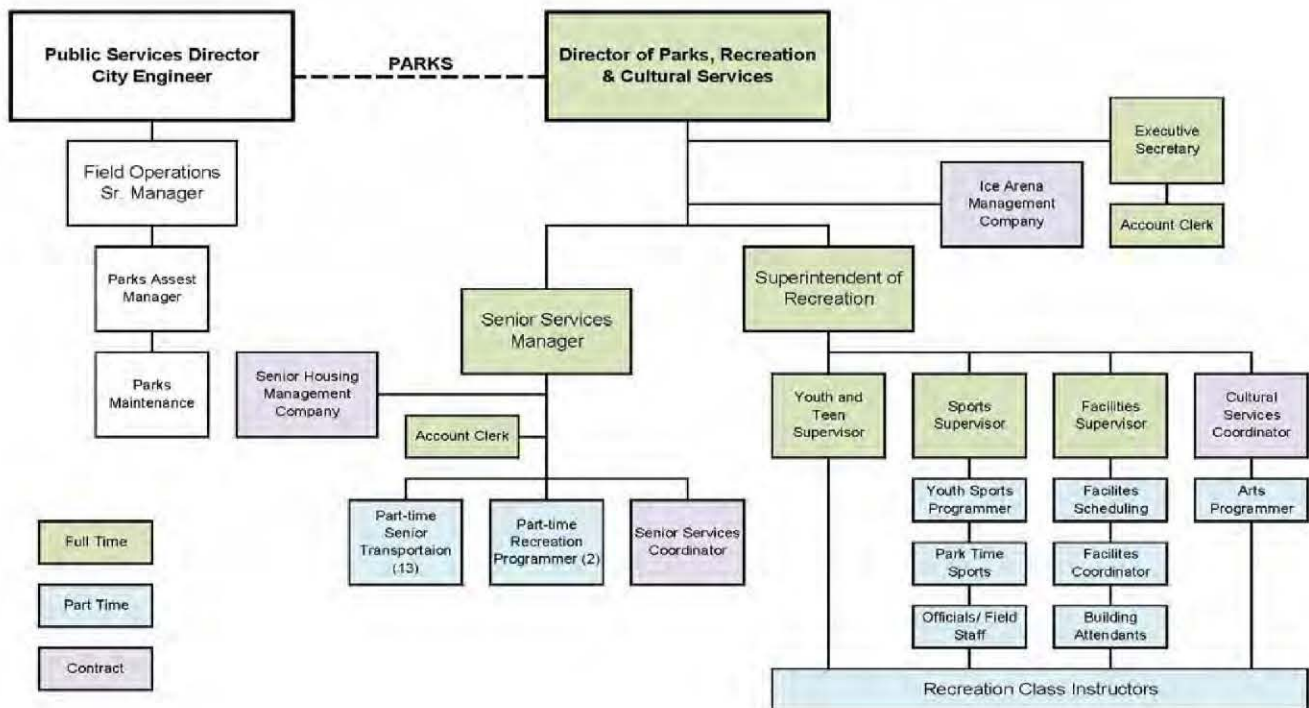 Public Services Director
City Engineer
PARKS
Director of Parks, Recreation
& Cultural Services
Executive
Secretary
Account Clerk
Ice Arena
Management
Company
Field Operations
Sr. Manager
Parks Assest
Manager
Parks
Maintenance
Senior Services
Manager
Superintendent of
Recreation
Senior Housing
Management
Company
Account Clerk
Part-time
Senior
Transportaion
(13)
Part-time
Recreation
Programmer (2)
Senior Services
Coordinator
Youth and
Teen
Supervisor
Sports
Supervisor
Facilities
Supervisor
Cultural
Services
Coordinator
Youth Sports
Programmer
Facilites
Scheduling
Arts
Programmer
Park Time
Sports
Facilites
Coordinator
Officials/ Field
Staff
Building
Attendants
Recreation Class Instructors
Full Time
Part Time
Contract